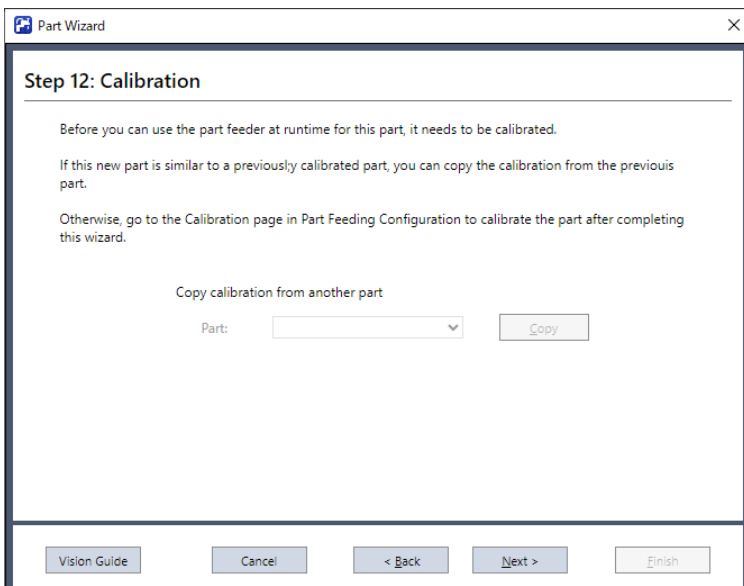 Part Wizard
Step 12: Calibration
Before you can use the part feeder at runtime for this part, it needs to be calibrated.
If this new part is similar to a previousl;y calibrated part, you can copy the calibration from the previouis
part.
Otherwise, go to the Calibration page in Part Feeding Configuration to calibrate the part after completing
this wizard.
Copy calibration from another part
Part:
Copy
Vision Guide
Cancel
< Back
Next >
Finish